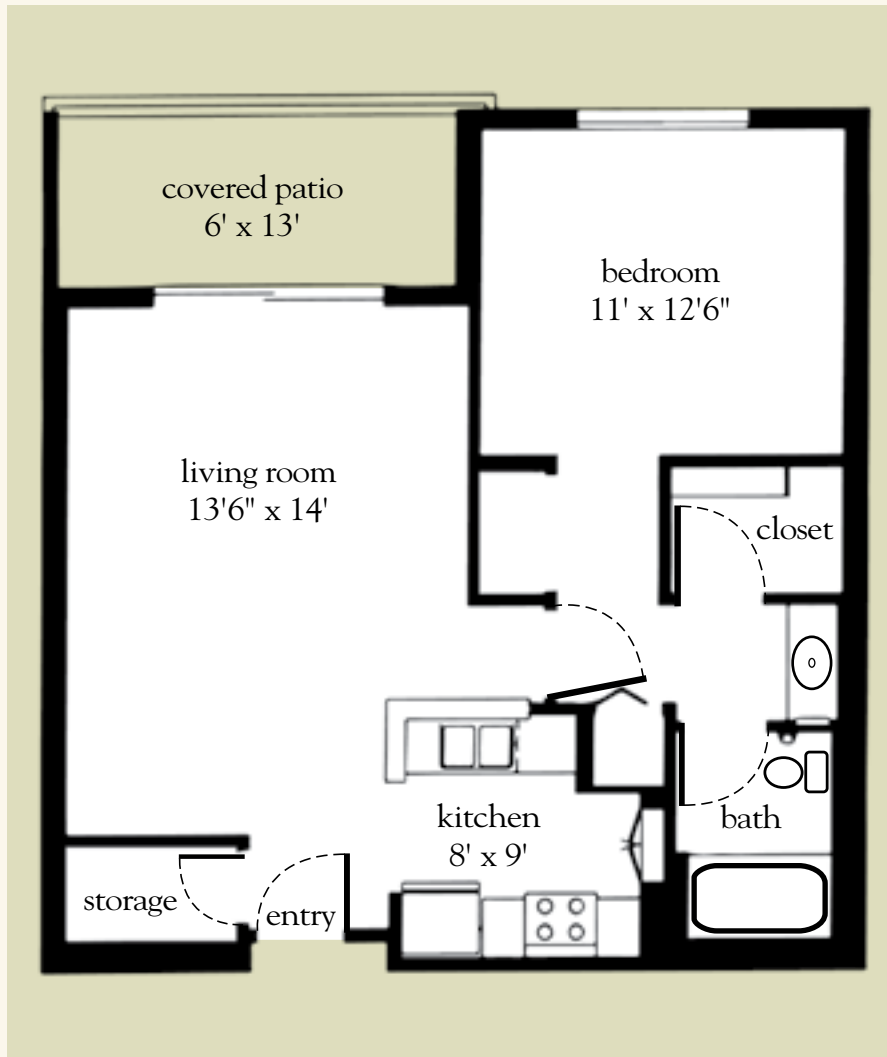 covered patio
6' x 13'
bedroom
11' x 12'6"
living room
13'6" x 14'
closet
kitchen
8' x 9'
bath
storage
entry